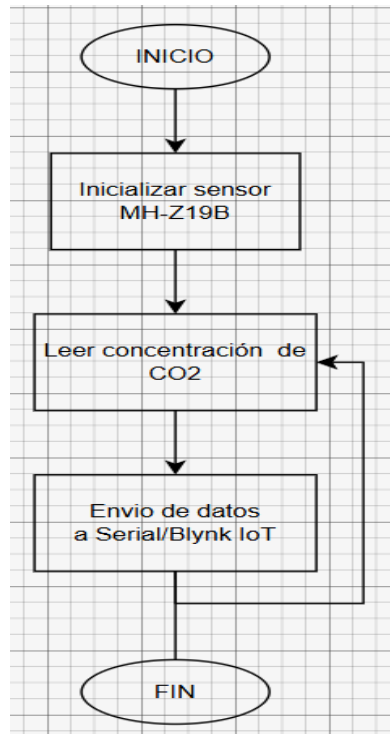 INICIO
Inicializar sensor
MH-Z19B
Leer concentración de
CO2
Envio de datos
a Serial/Blynk IoT
FIN